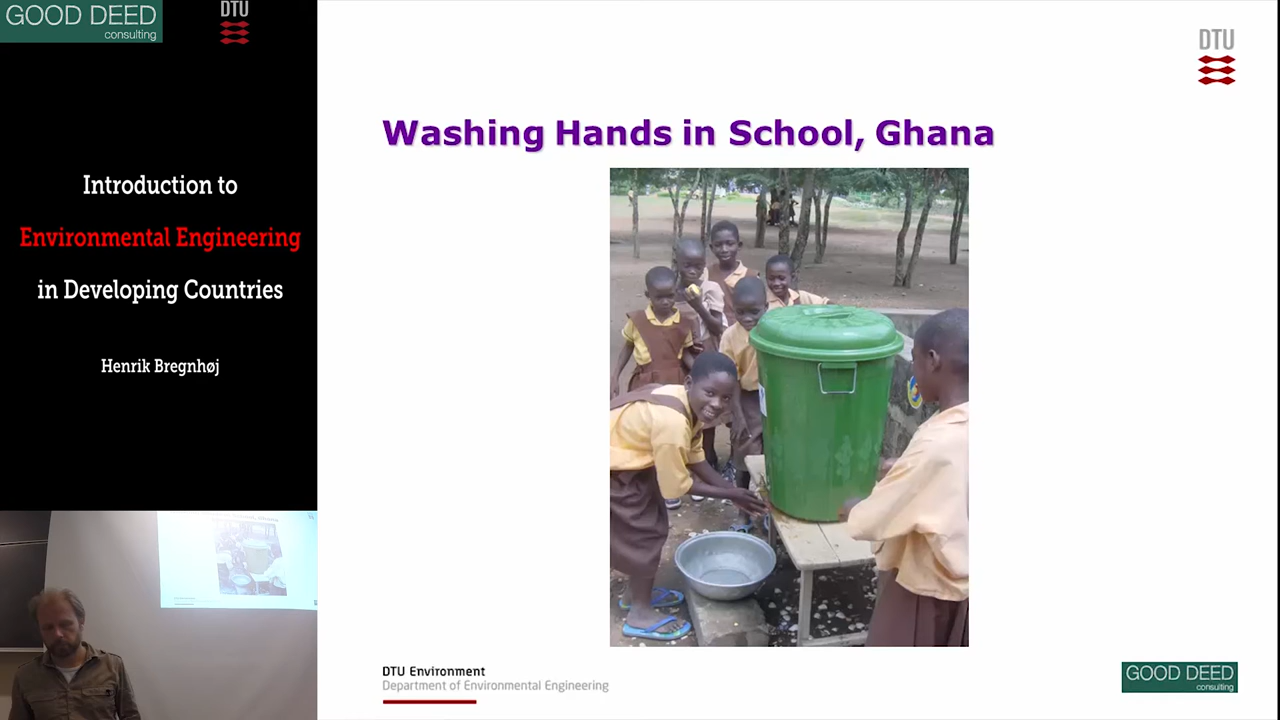 GOOD DEED
consulting
DTU
Introduction to
Environmental Engineering
in Developing Countries
Henrik Bregnhøj
DTU
Washing Hands in School, Ghana
DTU Environment
Department of Environmental Engineering
GOOD DEED
consulting